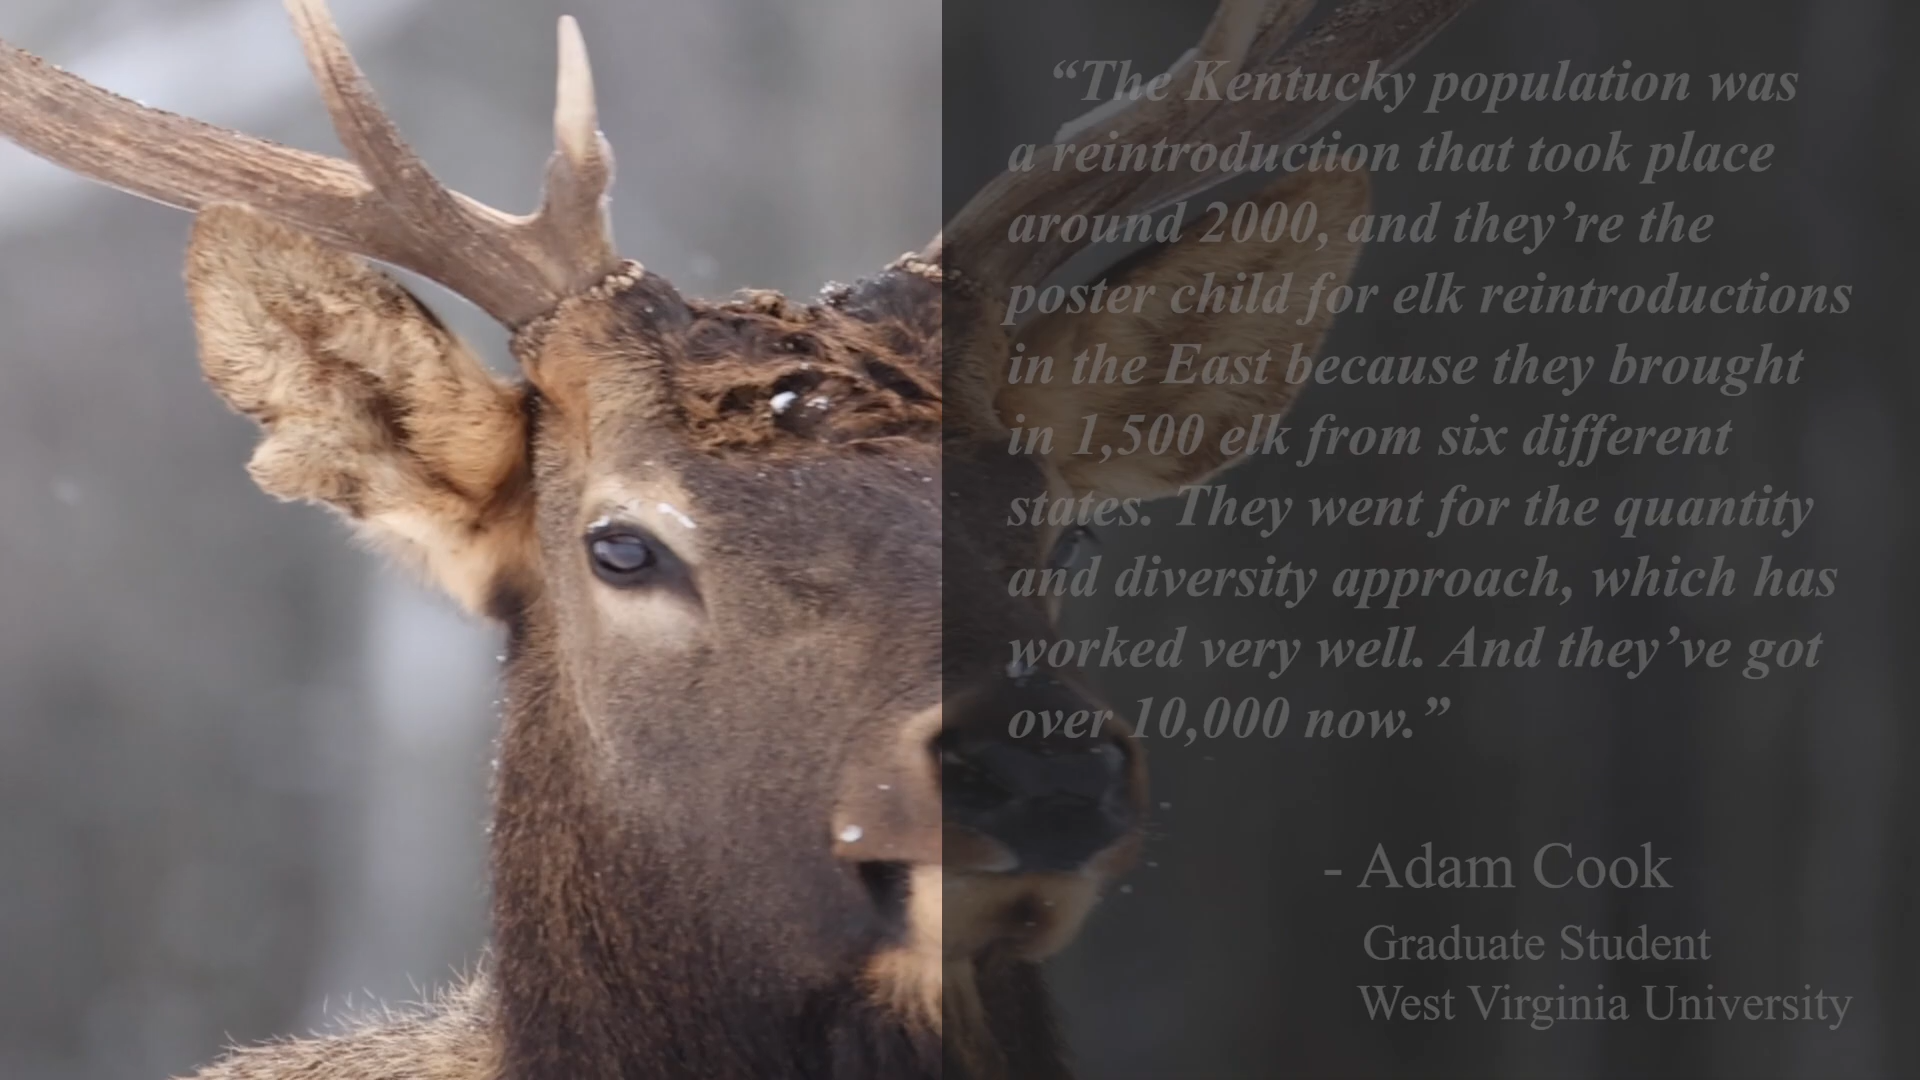 “The Kentucky population was
a reintroduction that took place
around 2000, and they’re the
poster child for elk reintroductions
in the East because they brought
in 1,500 elk from six different
states. They went for the quantity
and diversity approach, which has
worked very well. And they’ve got
over 10,000 now.”
- Adam Cook
Graduate Student
West Virginia University